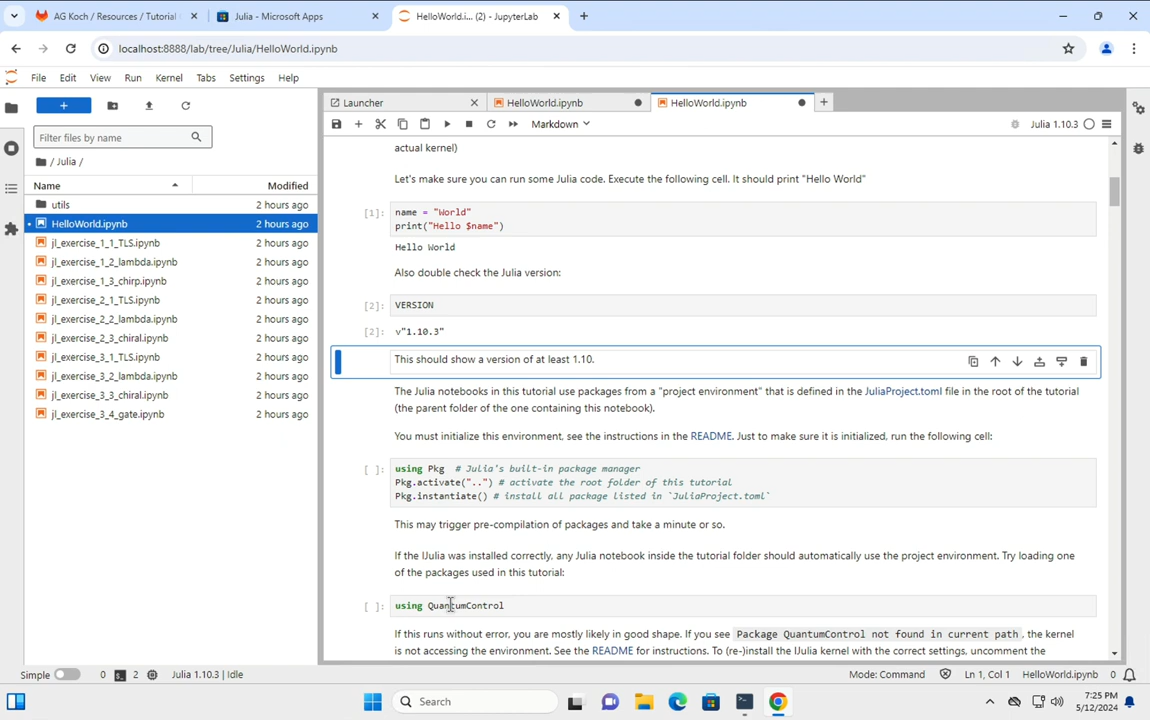 AG Koch / Resources / Tutorial
Julia - Microsoft Apps
HelloWorld.i... (2) - JupyterLab
localhost:8888/lab/tree/Julia/HelloWorld.ipynb
File Edit View Run Kernel Tabs Settings Help
Launcher
HelloWorld.ipynb
HelloWorld.ipynb
Markdown
Julia 1.10.3
Filter files by name
/ Julia /
Name Modified
utils 2 hours ago
HelloWorld.ipynb 2 hours ago
jl_exercise_1_1_TLS.ipynb 2 hours ago
jl_exercise_1_2_lambda.ipynb 2 hours ago
jl_exercise_1_3_chirp.ipynb 2 hours ago
jl_exercise_2_1_TLS.ipynb 2 hours ago
jl_exercise_2_2_lambda.ipynb 2 hours ago
jl_exercise_2_3_chiral.ipynb 2 hours ago
jl_exercise_3_1_TLS.ipynb 2 hours ago
jl_exercise_3_2_lambda.ipynb 2 hours ago
jl_exercise_3_3_chiral.ipynb 2 hours ago
jl_exercise_3_4_gate.ipynb 2 hours ago
actual kernel)
Let's make sure you can run some Julia code. Execute the following cell. It should print "Hello World"
[1]: name = "World"
print("Hello $name")
Hello World
Also double check the Julia version:
[2]: VERSION
[2]: v"1.10.3"
This should show a version of at least 1.10.
The Julia notebooks in this tutorial use packages from a "project environment" that is defined in the JuliaProject.toml file in the root of the tutorial
(the parent folder of the one containing this notebook).
You must initialize this environment, see the instructions in the README. Just to make sure it is initialized, run the following cell:
[ ]: using Pkg # Julia's built-in package manager
Pkg.activate("..") # activate the root folder of this tutorial
Pkg.instantiate() # install all package listed in `JuliaProject.toml`
This may trigger pre-compilation of packages and take a minute or so.
If the IJulia was installed correctly, any Julia notebook inside the tutorial folder should automatically use the project environment. Try loading one
of the packages used in this tutorial:
[ ]: using QuantumControl
If this runs without error, you are mostly likely in good shape. If you see Package QuantumControl not found in current path , the kernel
is not accessing the environment. See the README for instructions. To (re-)install the IJulia kernel with the correct settings, uncomment the
Simple 0 2 Julia 1.10.3 | Idle
Mode: Command Ln 1, Col 1 HelloWorld.ipynb 0
Search
7:25 PM
5/12/2024